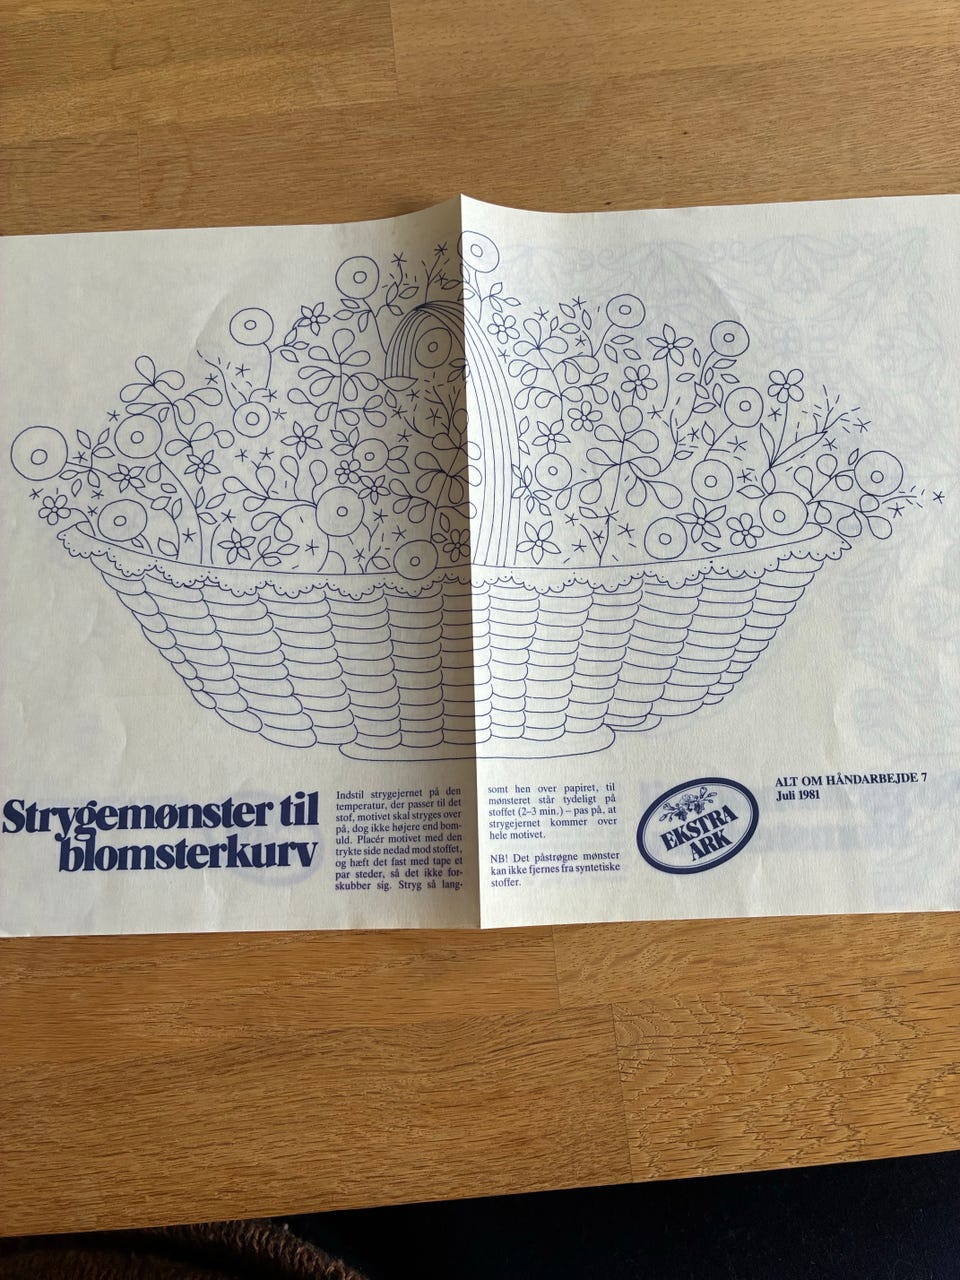 Strygemønster til
blomsterkurv
Indstil strygejernet på den
temperatur, der passer til det
stof, motivet skal stryges over
på, dog ikke højere end bom-
uld. Placér motivet med den
trykte side nedad mod stoffet,
og hæft det fast med tape et
par steder, så det ikke for-
skubber sig. Stryg så lang-
somt hen over papiret, til
mønsteret står tydeligt på
stoffet (2–3 min.) – pas på, at
strygejernet kommer over
hele motivet.
NB! Det påstrøgne mønster
kan ikke fjernes fra syntetiske
stoffer.
EKSTRA
ARK
ALT OM HÅNDARBEJDE 7
Juli 1981